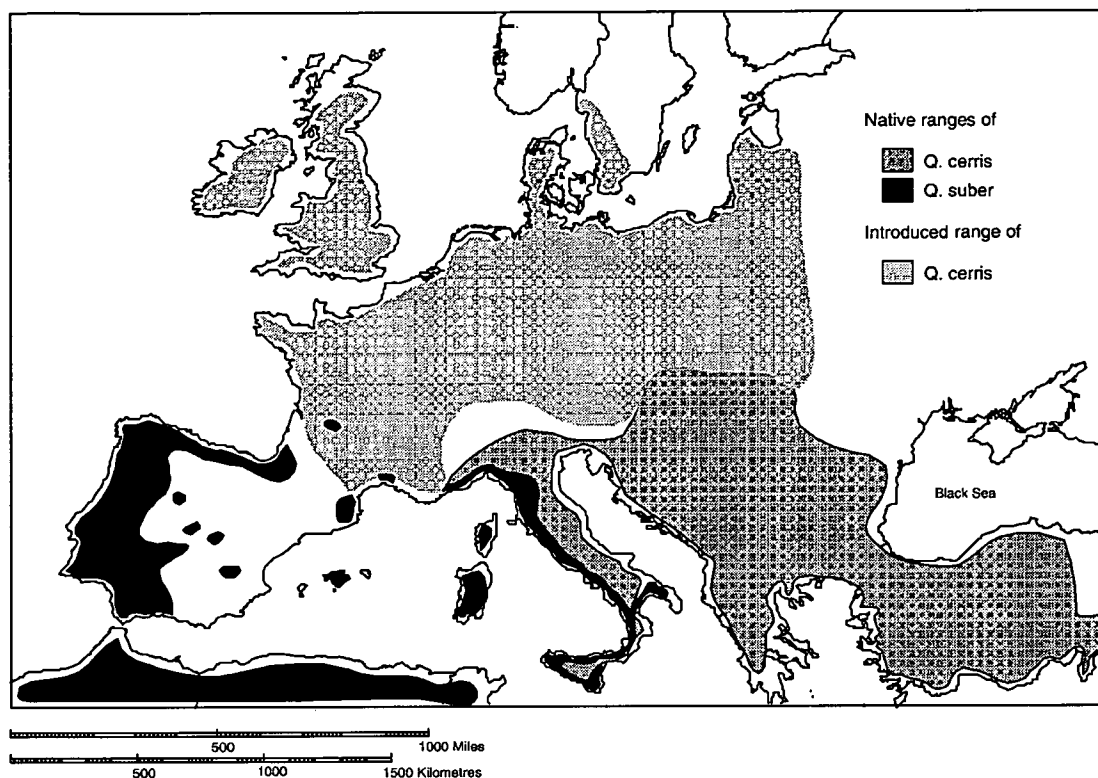 Native ranges of
Q. cerris
Q. suber
Introduced range of
Q. cerris
Black Sea
500 1000 Miles
500 1000 1500 Kilometres